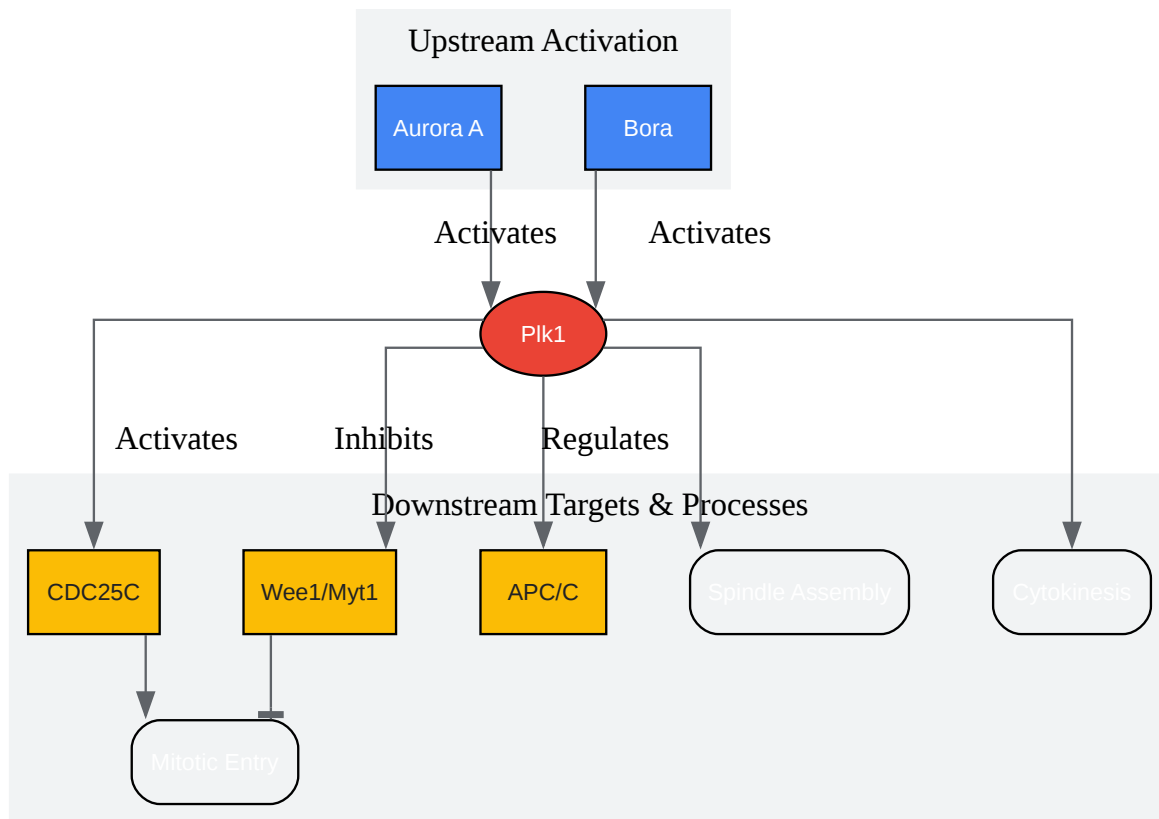 Upstream Activation
Aurora A
Bora
Activates
Activates
Plk1
Activates
Inhibits
Regulates
Downstream Targets & Processes
CDC25C
Wee1/Myt1
APC/C
Spindle Assembly
Cytokinesis
Mitotic Entry